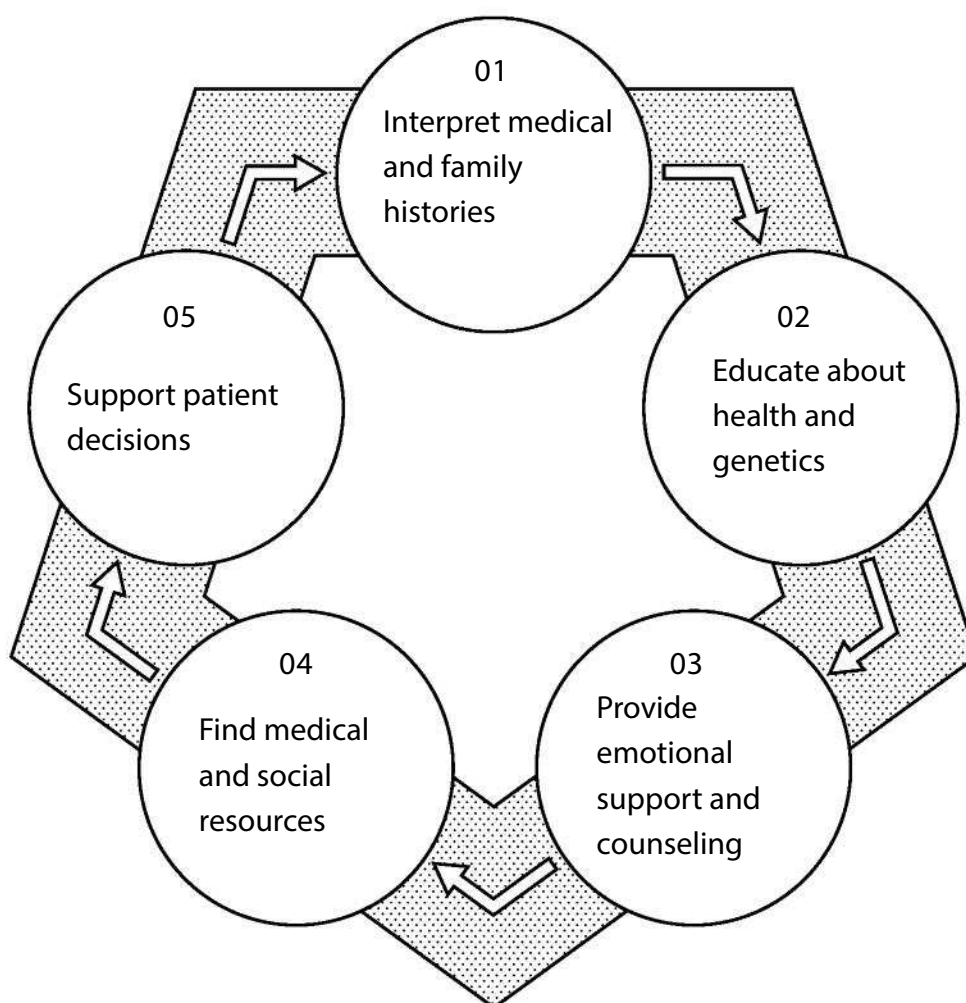 01
Interpret medical
and family
histories
02
Educate about
health and
genetics
03
Provide
emotional
support and
counseling
04
Find medical
and social
resources
05
Support patient
decisions